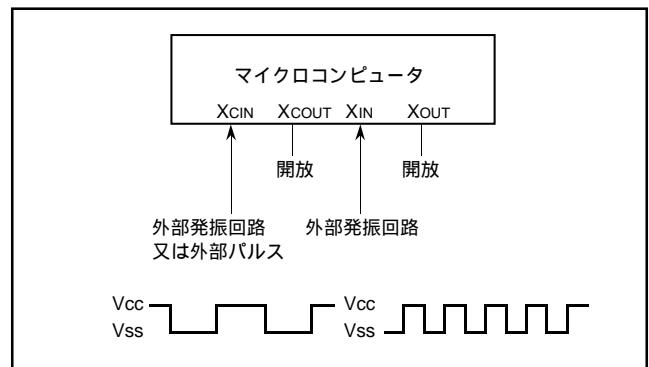 マイクロコンピュータ
XCIN XCOUT XIN XOUT
開放 開放
外部発振回路 外部発振回路
又は外部パルス
Vcc Vcc
Vss Vss